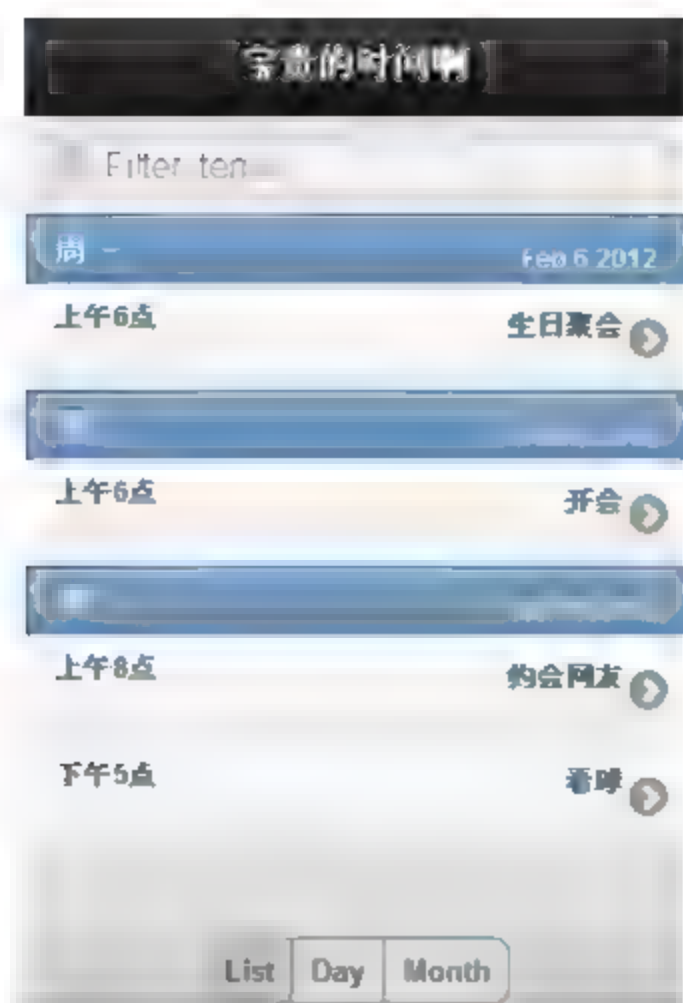 宝贵的时间啊
Filter
周一 Feb 6 2012
上午6点 生日聚会
上午6点 开会
上午8点 约会网友
下午5点 看球
List Day Month